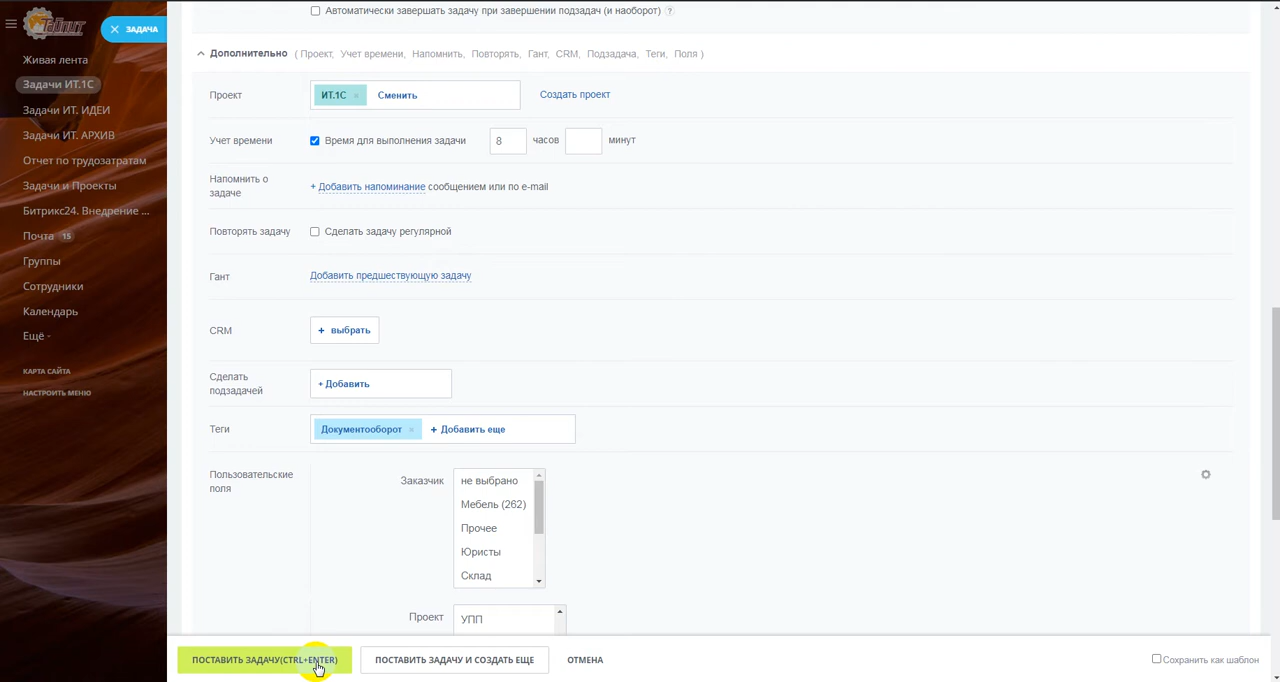 ЗАДАЧА
Живая лента
Задачи ИТ.1С
Задачи ИТ. ИДЕИ
Задачи ИТ. АРХИВ
Отчет по трудозатратам
Задачи и Проекты
Битрикс24. Внедрение ...
Почта 15
Группы
Сотрудники
Календарь
Ещё
КАРТА САЙТА
НАСТРОИТЬ МЕНЮ
Автоматически завершать задачу при завершении подзадач (и наоборот) ?
Дополнительно ( Проект, Учет времени, Напомнить, Повторять, Гант, CRM, Подзадача, Теги, Поля )
Проект ИТ.1С × Сменить Создать проект
Учет времени Время для выполнения задачи 8 часов минут
Напомнить о
задаче
+ Добавить напоминание сообщением или по e-mail
Повторять задачу Сделать задачу регулярной
Гант Добавить предшествующую задачу
CRM + выбрать
Сделать
подзадачей
+ Добавить
Теги Документооборот × + Добавить еще
Пользовательские
поля
Заказчик
не выбрано
Мебель (262)
Прочее
Юристы
Склад
Проект УПП
ПОСТАВИТЬ ЗАДАЧУ(CTRL+ENTER) ПОСТАВИТЬ ЗАДАЧУ И СОЗДАТЬ ЕЩЕ ОТМЕНА Сохранить как шаблон